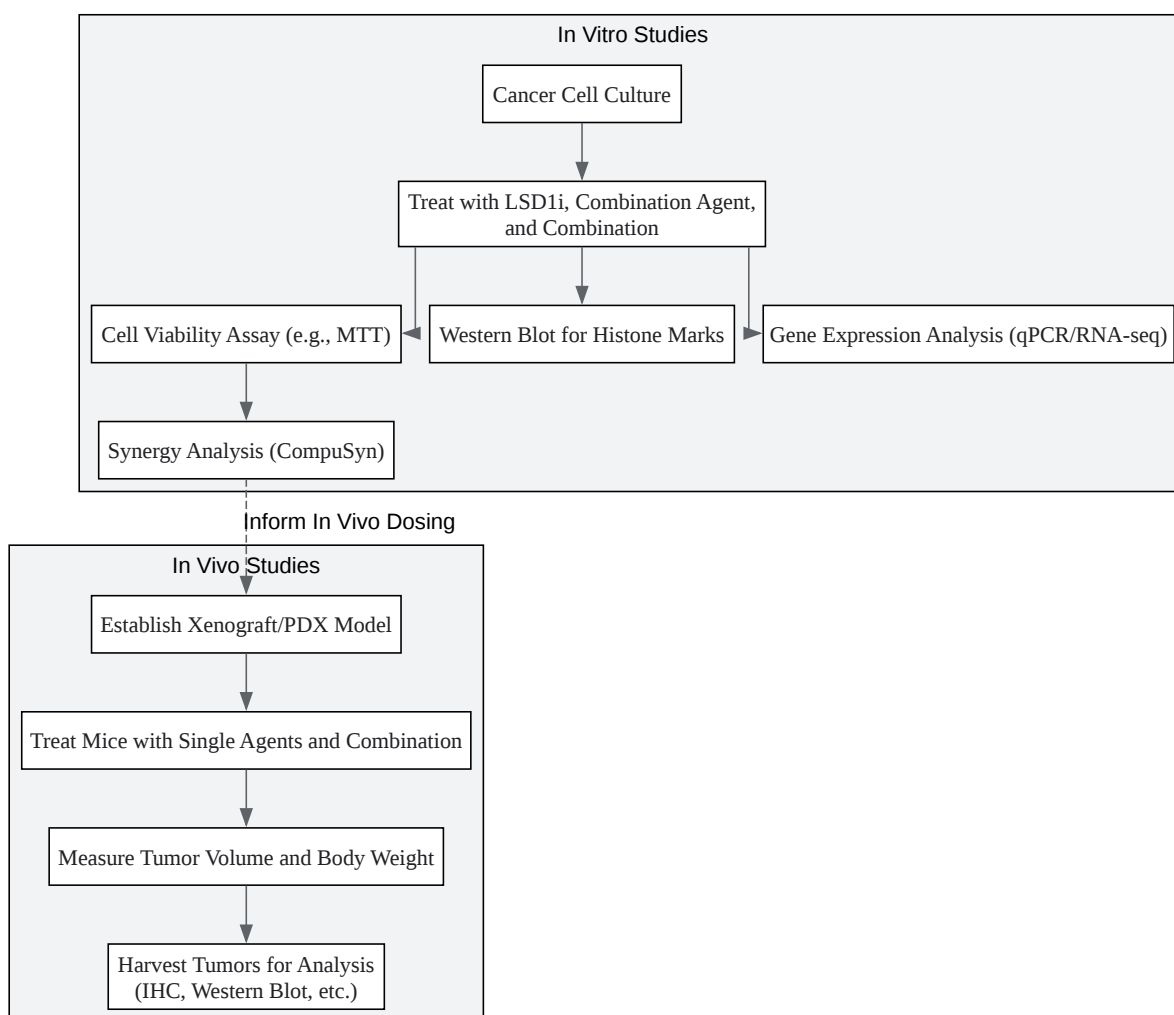 In Vitro Studies
Cancer Cell Culture
Treat with LSD1i, Combination Agent,
and Combination
Cell Viability Assay (e.g., MTT)
Western Blot for Histone Marks
Gene Expression Analysis (qPCR/RNA-seq)
Synergy Analysis (CompuSyn)
Inform In Vivo Dosing
In Vivo Studies
Establish Xenograft/PDX Model
Treat Mice with Single Agents and Combination
Measure Tumor Volume and Body Weight
Harvest Tumors for Analysis
(IHC, Western Blot, etc.)